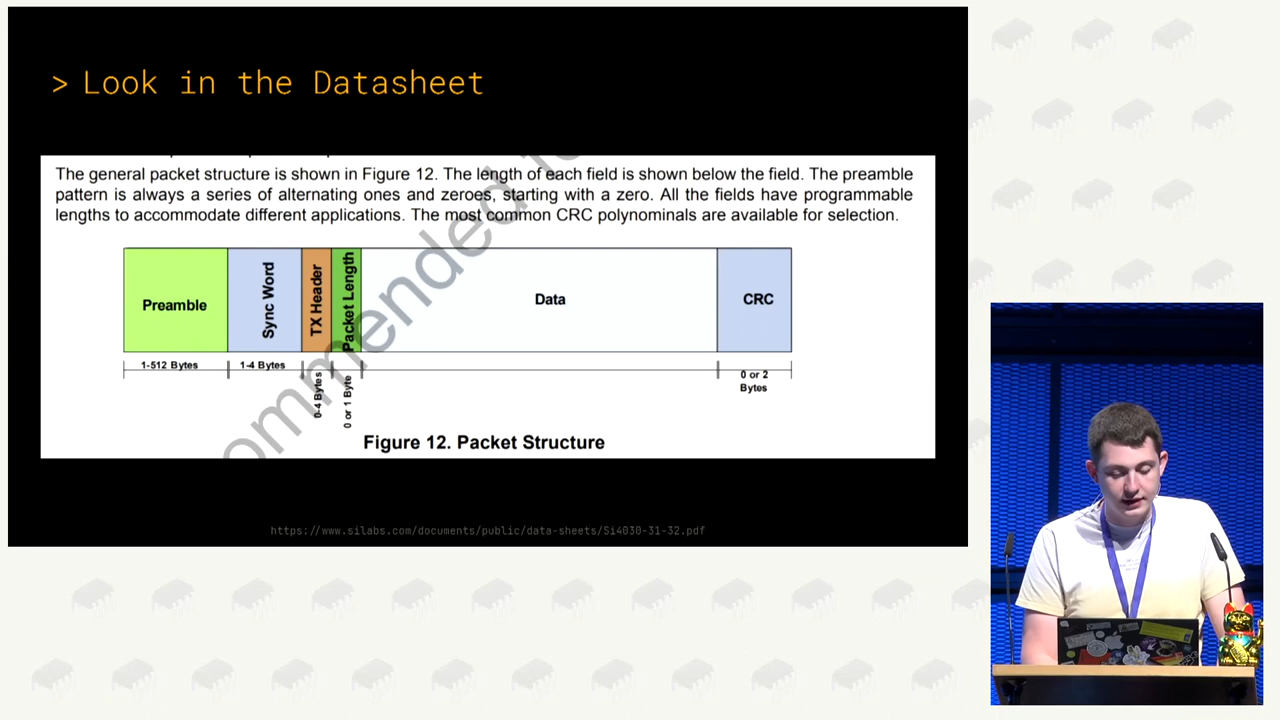 > Look in the Datasheet
The general packet structure is shown in Figure 12. The length of each field is shown below the field. The preamble
pattern is always a series of alternating ones and zeroes, starting with a zero. All the fields have programmable
lengths to accommodate different applications. The most common CRC polynominals are available for selection.
Preamble
Sync Word
TX Header
Packet Length
Data
CRC
1-512 Bytes
1-4 Bytes
0-4 Bytes
0 or 1 Byte
0 or 2
Bytes
Figure 12. Packet Structure
https://www.silabs.com/documents/public/data-sheets/Si4030-31-32.pdf